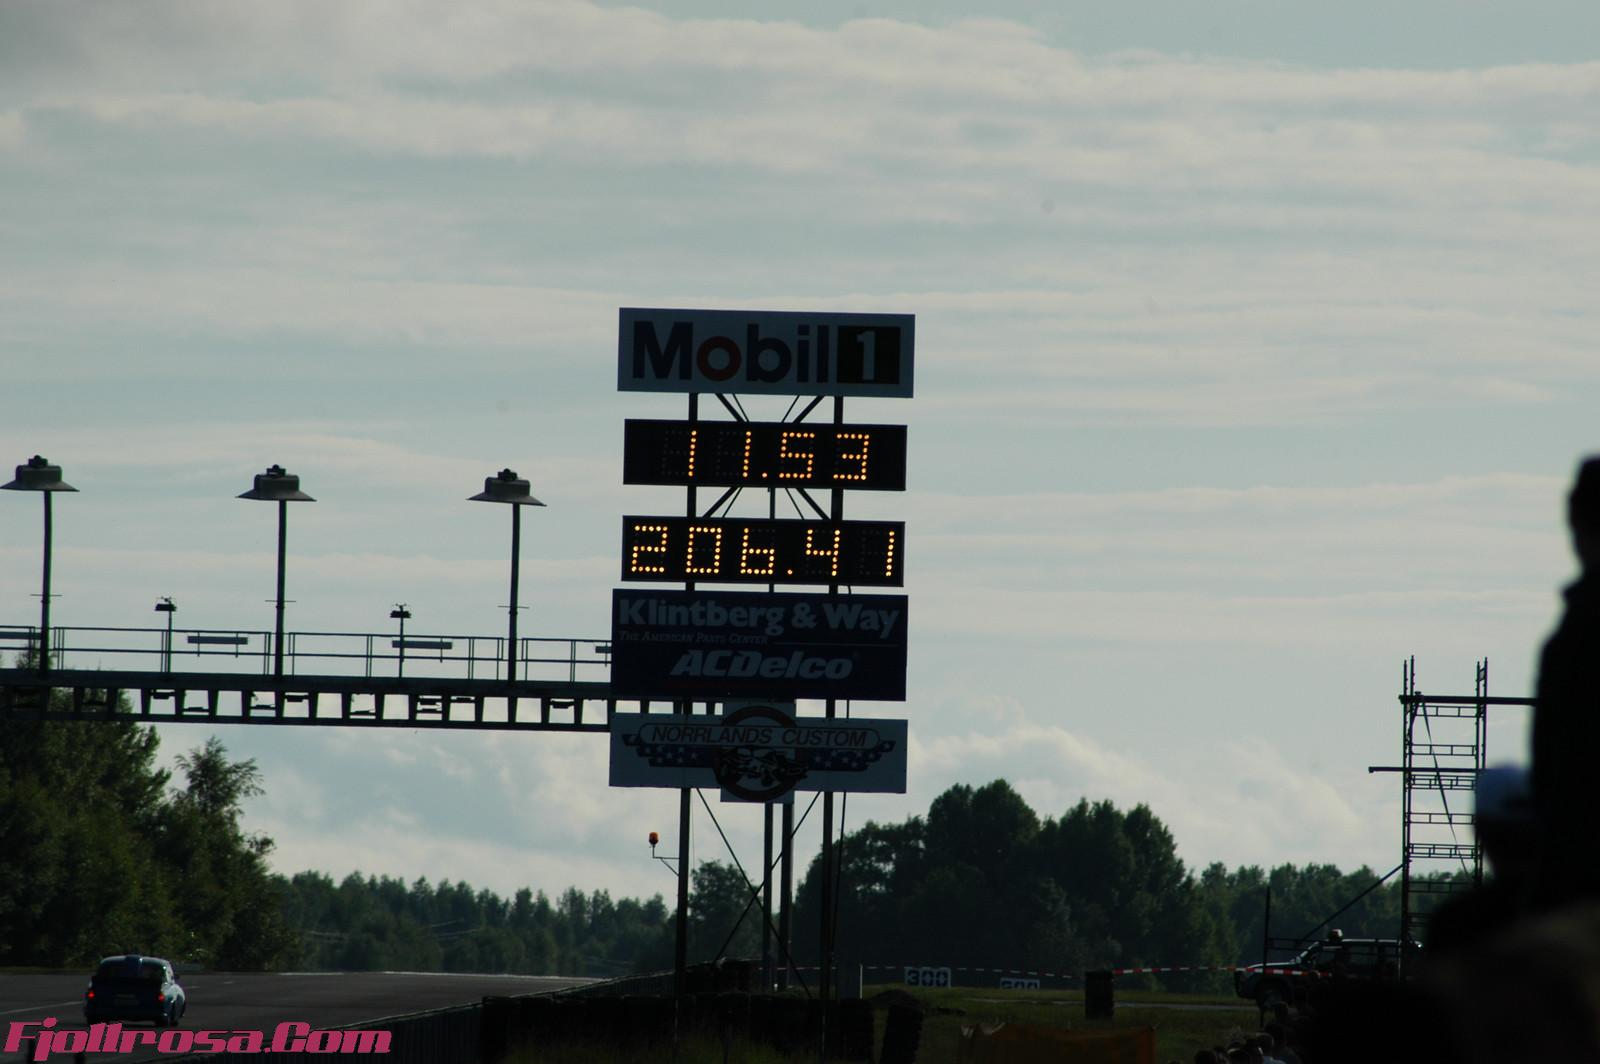 Mobil 1
11.53
206.41
Klintberg & Way
THE AMERICAN PARTS CENTER
ACDelco
NORRLANDS CUSTOM
300
Fjollrosa.Com